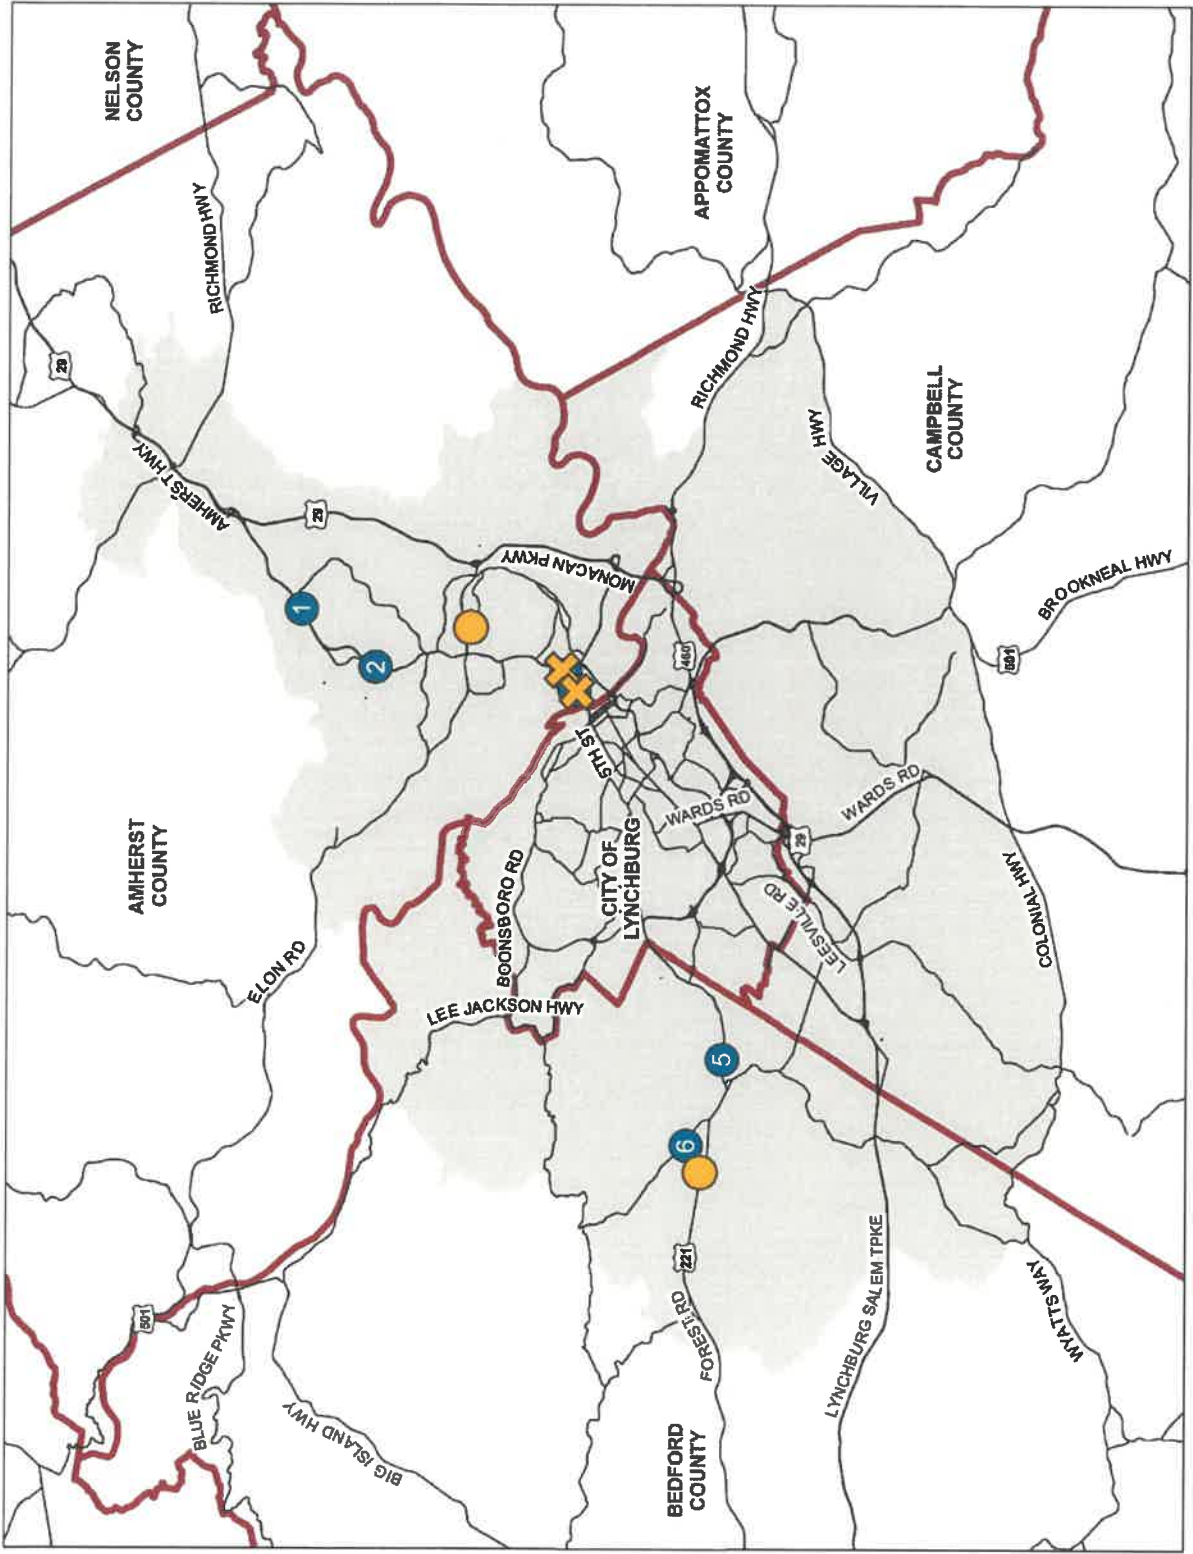 29
NELSON
COUNTY
AMHERST
COUNTY
501
AMHERST HWY
BLUE RIDGE PKWY
RICHMOND HWY
ELON RD
1
29
BIG ISLAND HWY
2
LEE JACKSON HWY
BOONSBORO RD
MONACAN PKWY
5TH ST
CITY OF
LYNCHBURG
BEDFORD
COUNTY
221
6
460
FOREST RD
APPOMATTOX
COUNTY
WARDS RD
5
RICHMOND HWY
LEESVILLE RD
29
VILLAGE HWY
LYNCHBURG SALEM TPKE
WARDS RD
CAMPBELL
COUNTY
501
COLONIAL HWY
WYATTS WAY
BROOKNEAL HWY